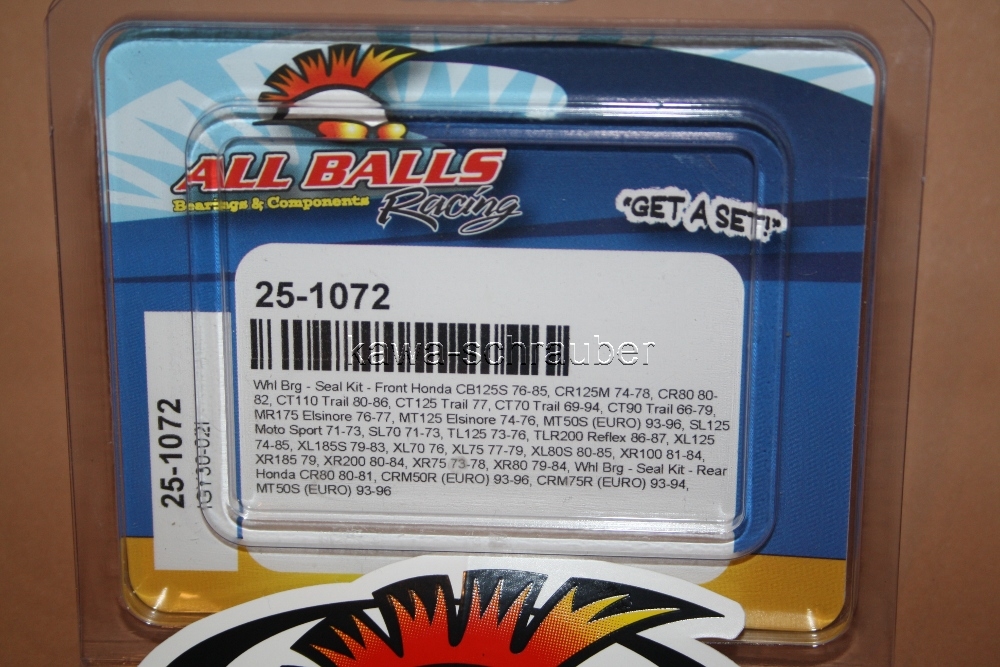 ALL BALLS
Bearings & Components
Racing
"GET A SET!"
25-1072
kawa-schrauber
Whl Brg - Seal Kit - Front Honda CB125S 76-85, CR125M 74-78, CR80 80-
82, CT110 Trail 80-86, CT125 Trail 77, CT70 Trail 69-94, CT90 Trail 66-79,
MR175 Elsinore 76-77, MT125 Elsinore 74-76, MT50S (EURO) 93-96, SL125
Moto Sport 71-73, SL70 71-73, TL125 73-76, TLR200 Reflex 86-87, XL125
74-85, XL185S 79-83, XL70 76, XL75 77-79, XL80S 80-85, XR100 81-84,
XR185 79, XR200 80-84, XR75 73-78, XR80 79-84, Whl Brg - Seal Kit - Rear
Honda CR80 80-81, CRM50R (EURO) 93-96, CRM75R (EURO) 93-94,
MT50S (EURO) 93-96
25-1072